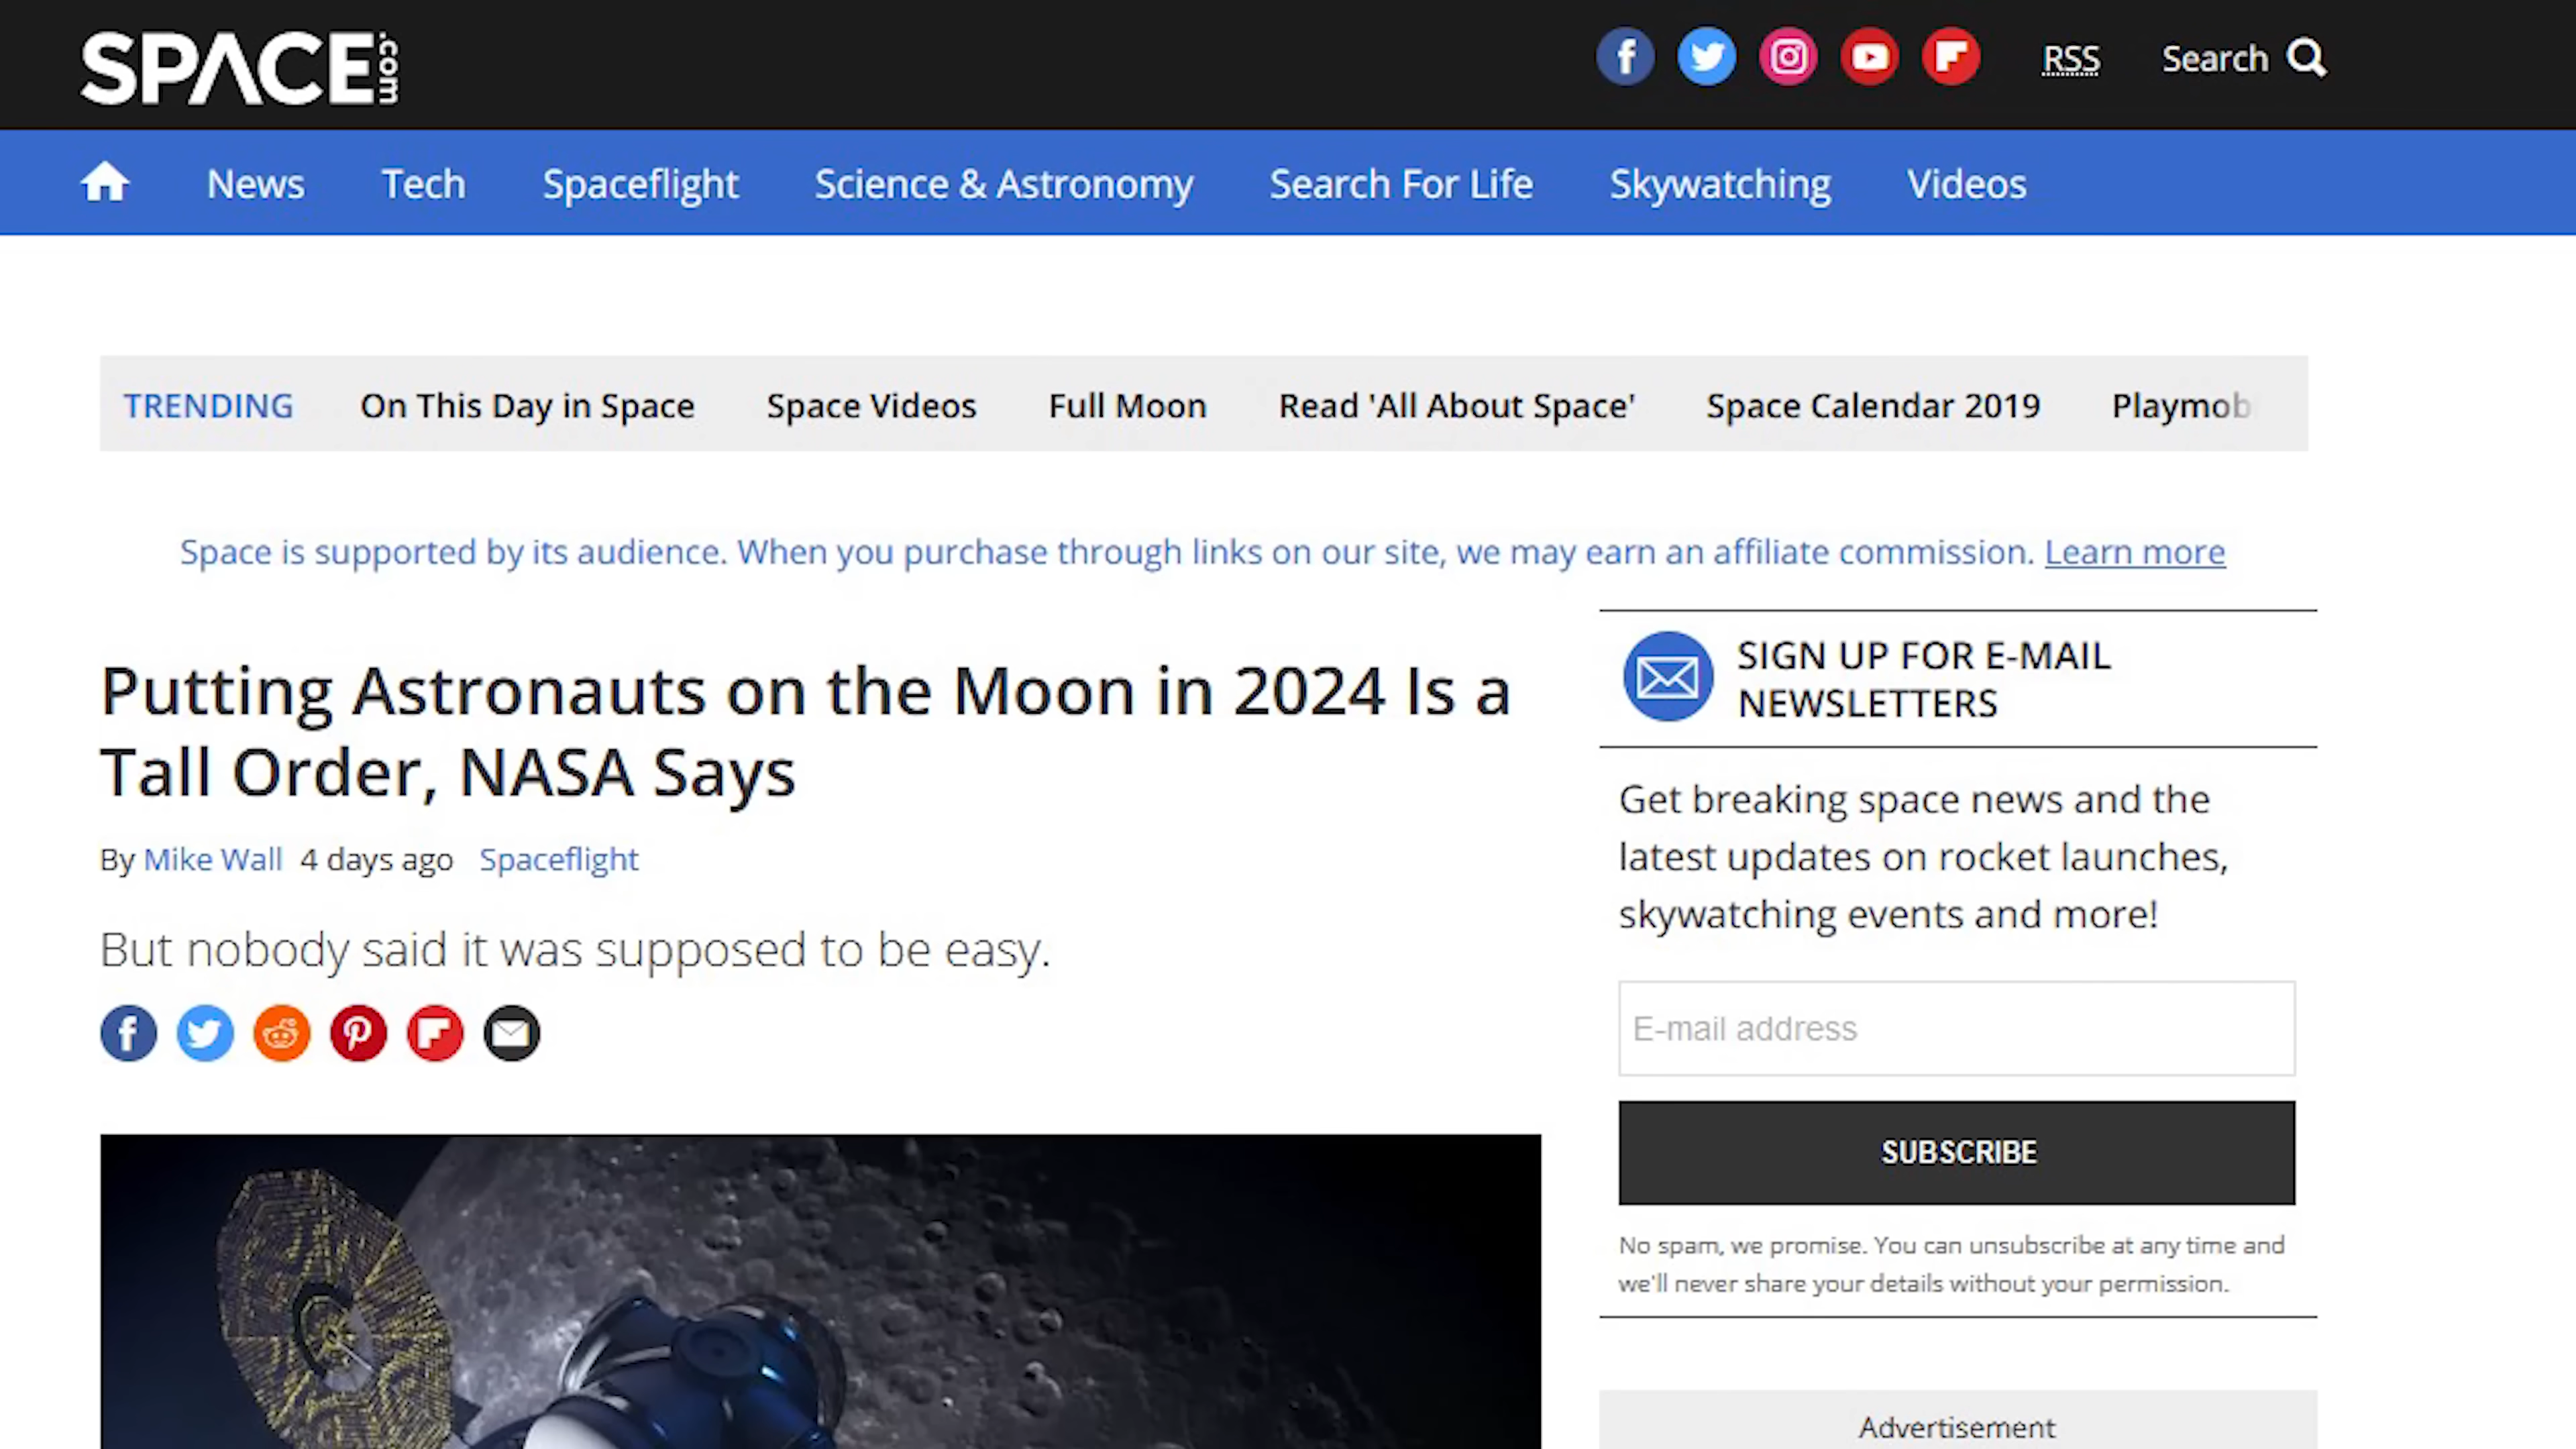 SPACE.com
RSS
Search
News
Tech
Spaceflight
Science & Astronomy
Search For Life
Skywatching
Videos
TRENDING
On This Day in Space
Space Videos
Full Moon
Read 'All About Space'
Space Calendar 2019
Playmob
Space is supported by its audience. When you purchase through links on our site, we may earn an affiliate commission. Learn more
Putting Astronauts on the Moon in 2024 Is a
Tall Order, NASA Says
By Mike Wall 4 days ago Spaceflight
But nobody said it was supposed to be easy.
SIGN UP FOR E-MAIL
NEWSLETTERS
Get breaking space news and the
latest updates on rocket launches,
skywatching events and more!
E-mail address
SUBSCRIBE
No spam, we promise. You can unsubscribe at any time and
we'll never share your details without your permission.
Advertisement